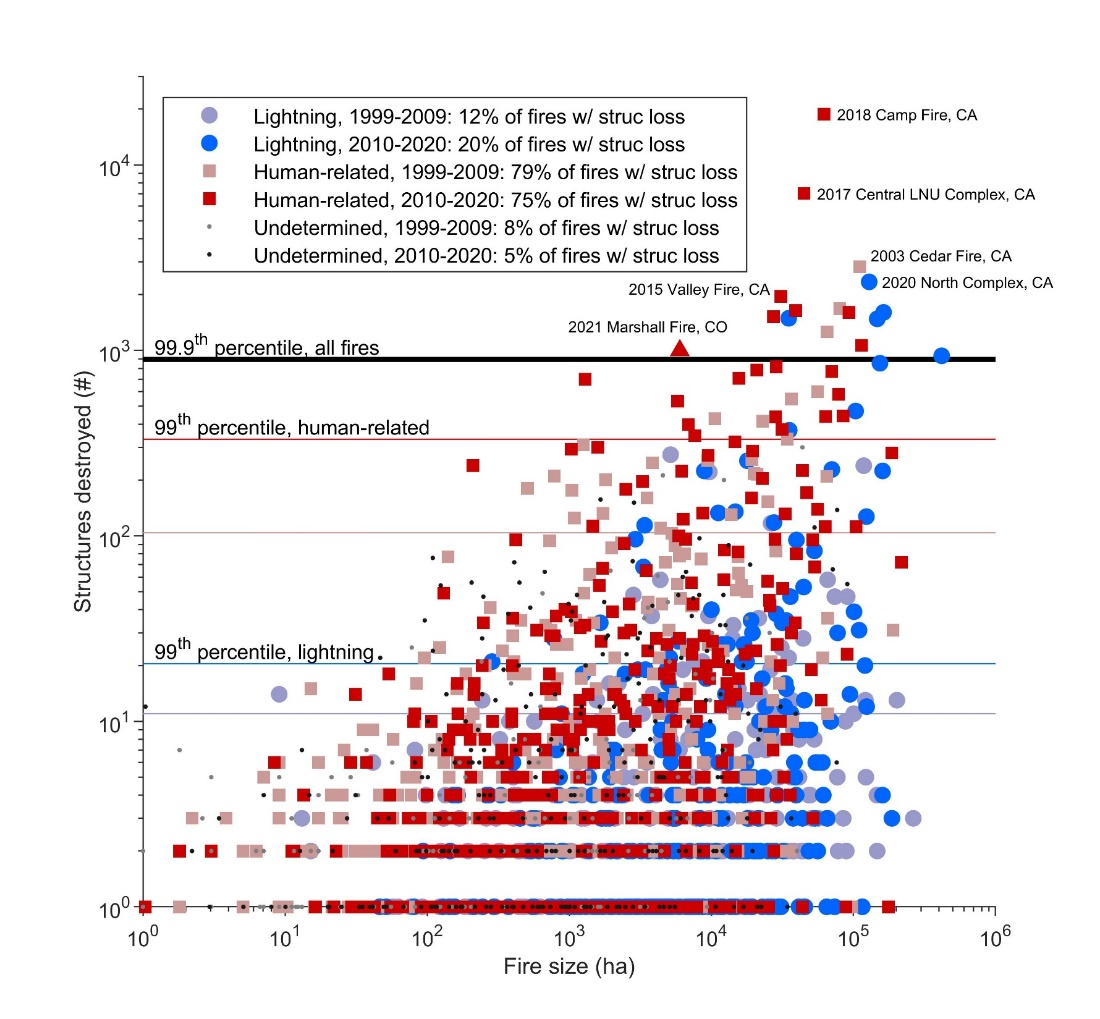 Lightning, 1999-2009: 12% of fires w/ struc loss
Lightning, 2010-2020: 20% of fires w/ struc loss
Human-related, 1999-2009: 79% of fires w/ struc loss
Human-related, 2010-2020: 75% of fires w/ struc loss
Undetermined, 1999-2009: 8% of fires w/ struc loss
Undetermined, 2010-2020: 5% of fires w/ struc loss
2018 Camp Fire, CA
2017 Central LNU Complex, CA
2003 Cedar Fire, CA
2020 North Complex, CA
2015 Valley Fire, CA
2021 Marshall Fire, CO
99.9th percentile, all fires
99th percentile, human-related
99th percentile, lightning
Structures destroyed (#)
10^4
10^3
10^2
10^1
10^0
10^0 10^1 10^2 10^3 10^4 10^5 10^6
Fire size (ha)